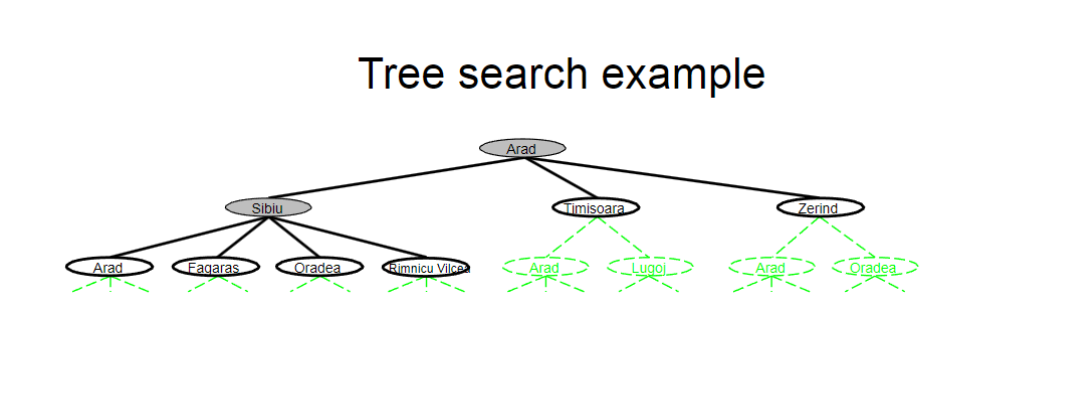 Tree search example
Arad
Sibiu Timisoara Zerind
Arad Fagaras Oradea Rimnicu Vilcea Arad Lugoj Arad Oradea